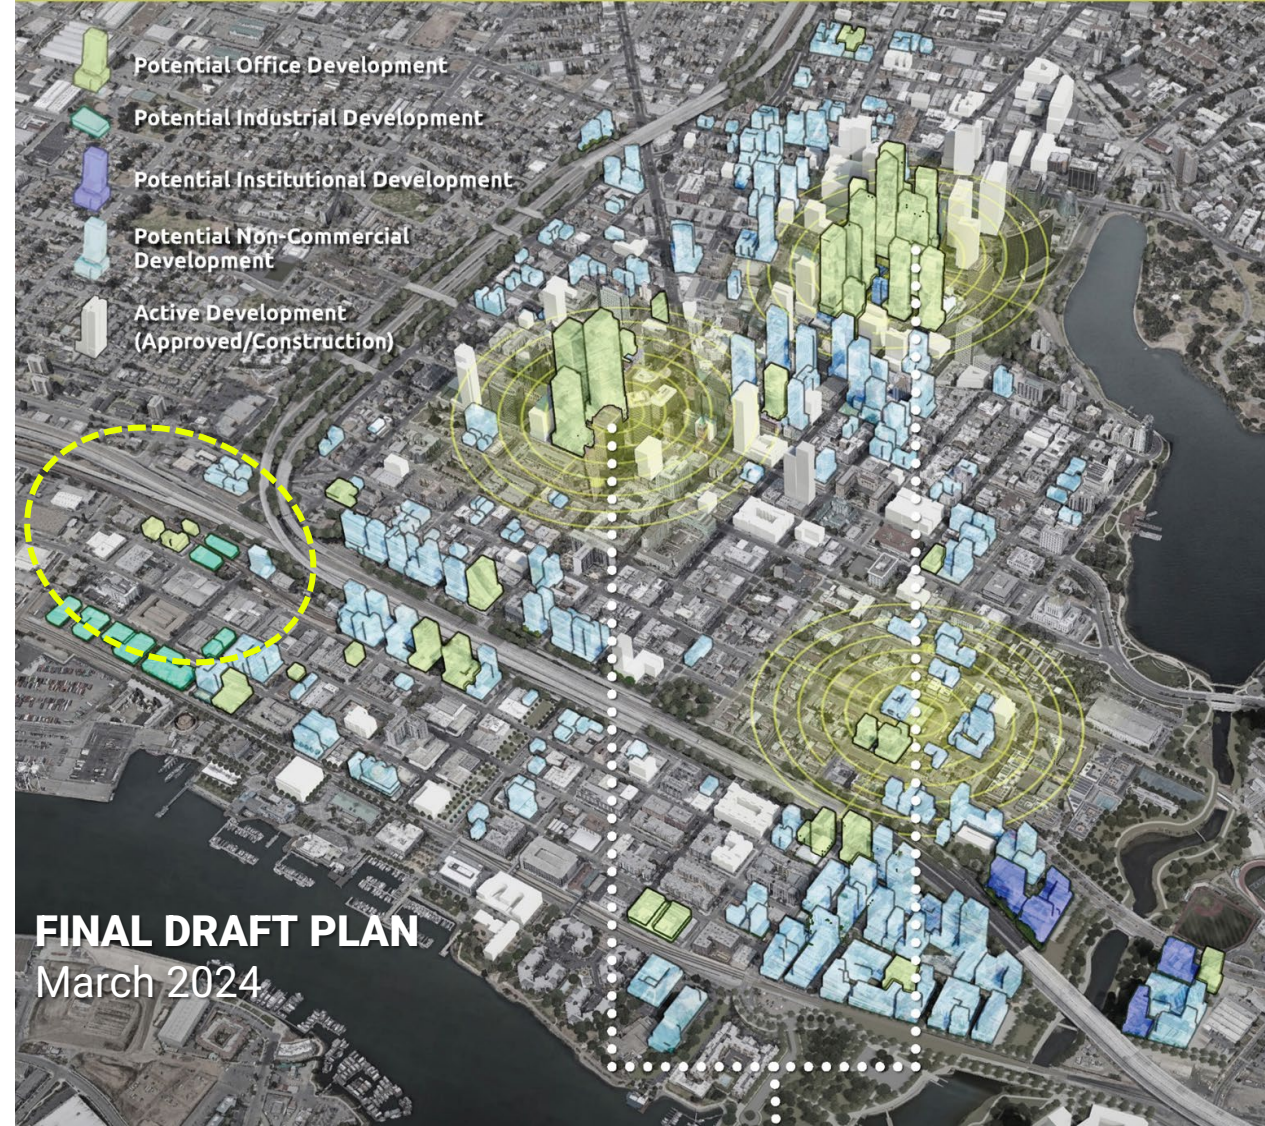 Potential Office Development
Potential Industrial Development
Potential Institutional Development
Potential Non-Commercial
Development
Active Development
(Approved/Construction)
FINAL DRAFT PLAN
March 2024